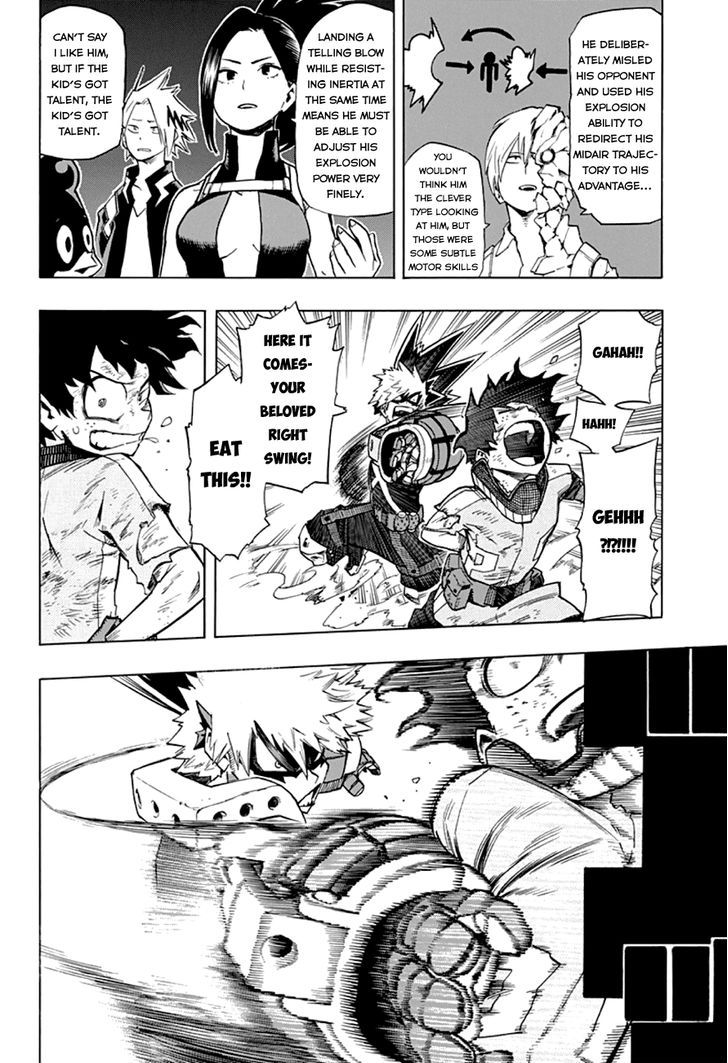 HE DELIBER-
ATELY MISLED
HIS OPPONENT
AND USED HIS
EXPLOSION
ABILITY TO
REDIRECT HIS
MIDAIR TRAJEC-
TORY TO HIS
ADVANTAGE...
YOU
WOULDN'T
THINK HIM
THE CLEVER
TYPE LOOKING
AT HIM, BUT
THOSE WERE
SOME SUBTLE
MOTOR SKILLS
LANDING A
TELLING BLOW
WHILE RESIST-
ING INERTIA AT
THE SAME TIME
MEANS HE MUST
BE ABLE TO
ADJUST HIS
EXPLOSION
POWER VERY
FINELY.
CAN'T SAY
I LIKE HIM,
BUT IF THE
KID'S GOT
TALENT, THE
KID'S GOT
TALENT.
GAHAH!!
HAHH!
GEHHH
?!?!!!!
HERE IT
COMES-
YOUR
BELOVED
RIGHT
SWING!
EAT
THIS!!